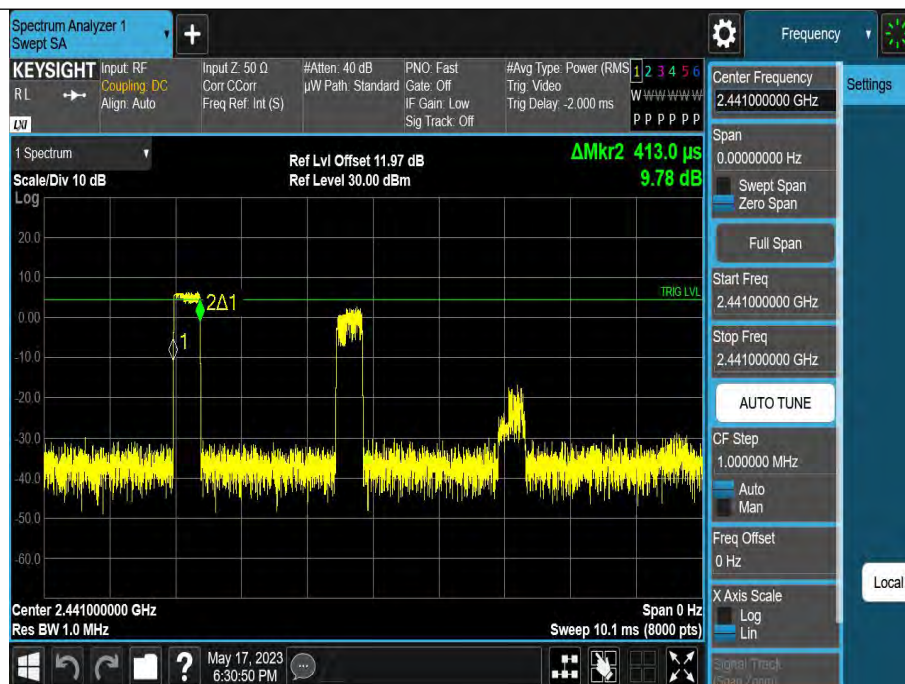 Spectrum Analyzer 1
Swept SA
+
Frequency
KEYSIGHT
RL
LXI
Input: RF
Coupling: DC
Align: Auto
Input Z: 50 Ω
Corr CCorr
Freq Ref: Int (S)
#Atten: 40 dB
µW Path: Standard
PNO: Fast
Gate: Off
IF Gain: Low
Sig Track: Off
#Avg Type: Power (RMS
Trig: Video
Trig Delay: -2.000 ms
1 2 3 4 5 6
W W W W W W
P P P P P P
1 Spectrum
Scale/Div 10 dB
Log
Ref Lvl Offset 11.97 dB
Ref Level 30.00 dBm
ΔMkr2 413.0 µs
9.78 dB
20.0
10.0
TRIG LVL
2Δ1
0.00
1
-10.0
-20.0
-30.0
-40.0
-50.0
-60.0
Center 2.441000000 GHz
Res BW 1.0 MHz
Span 0 Hz
Sweep 10.1 ms (8000 pts)
Center Frequency
2.441000000 GHz
Settings
Span
0.00000000 Hz
Swept Span
Zero Span
Full Span
Start Freq
2.441000000 GHz
Stop Freq
2.441000000 GHz
AUTO TUNE
CF Step
1.000000 MHz
Auto
Man
Freq Offset
0 Hz
Local
X Axis Scale
Log
Lin
Signal Track
(Span Zoom)
?
May 17, 2023
6:30:50 PM